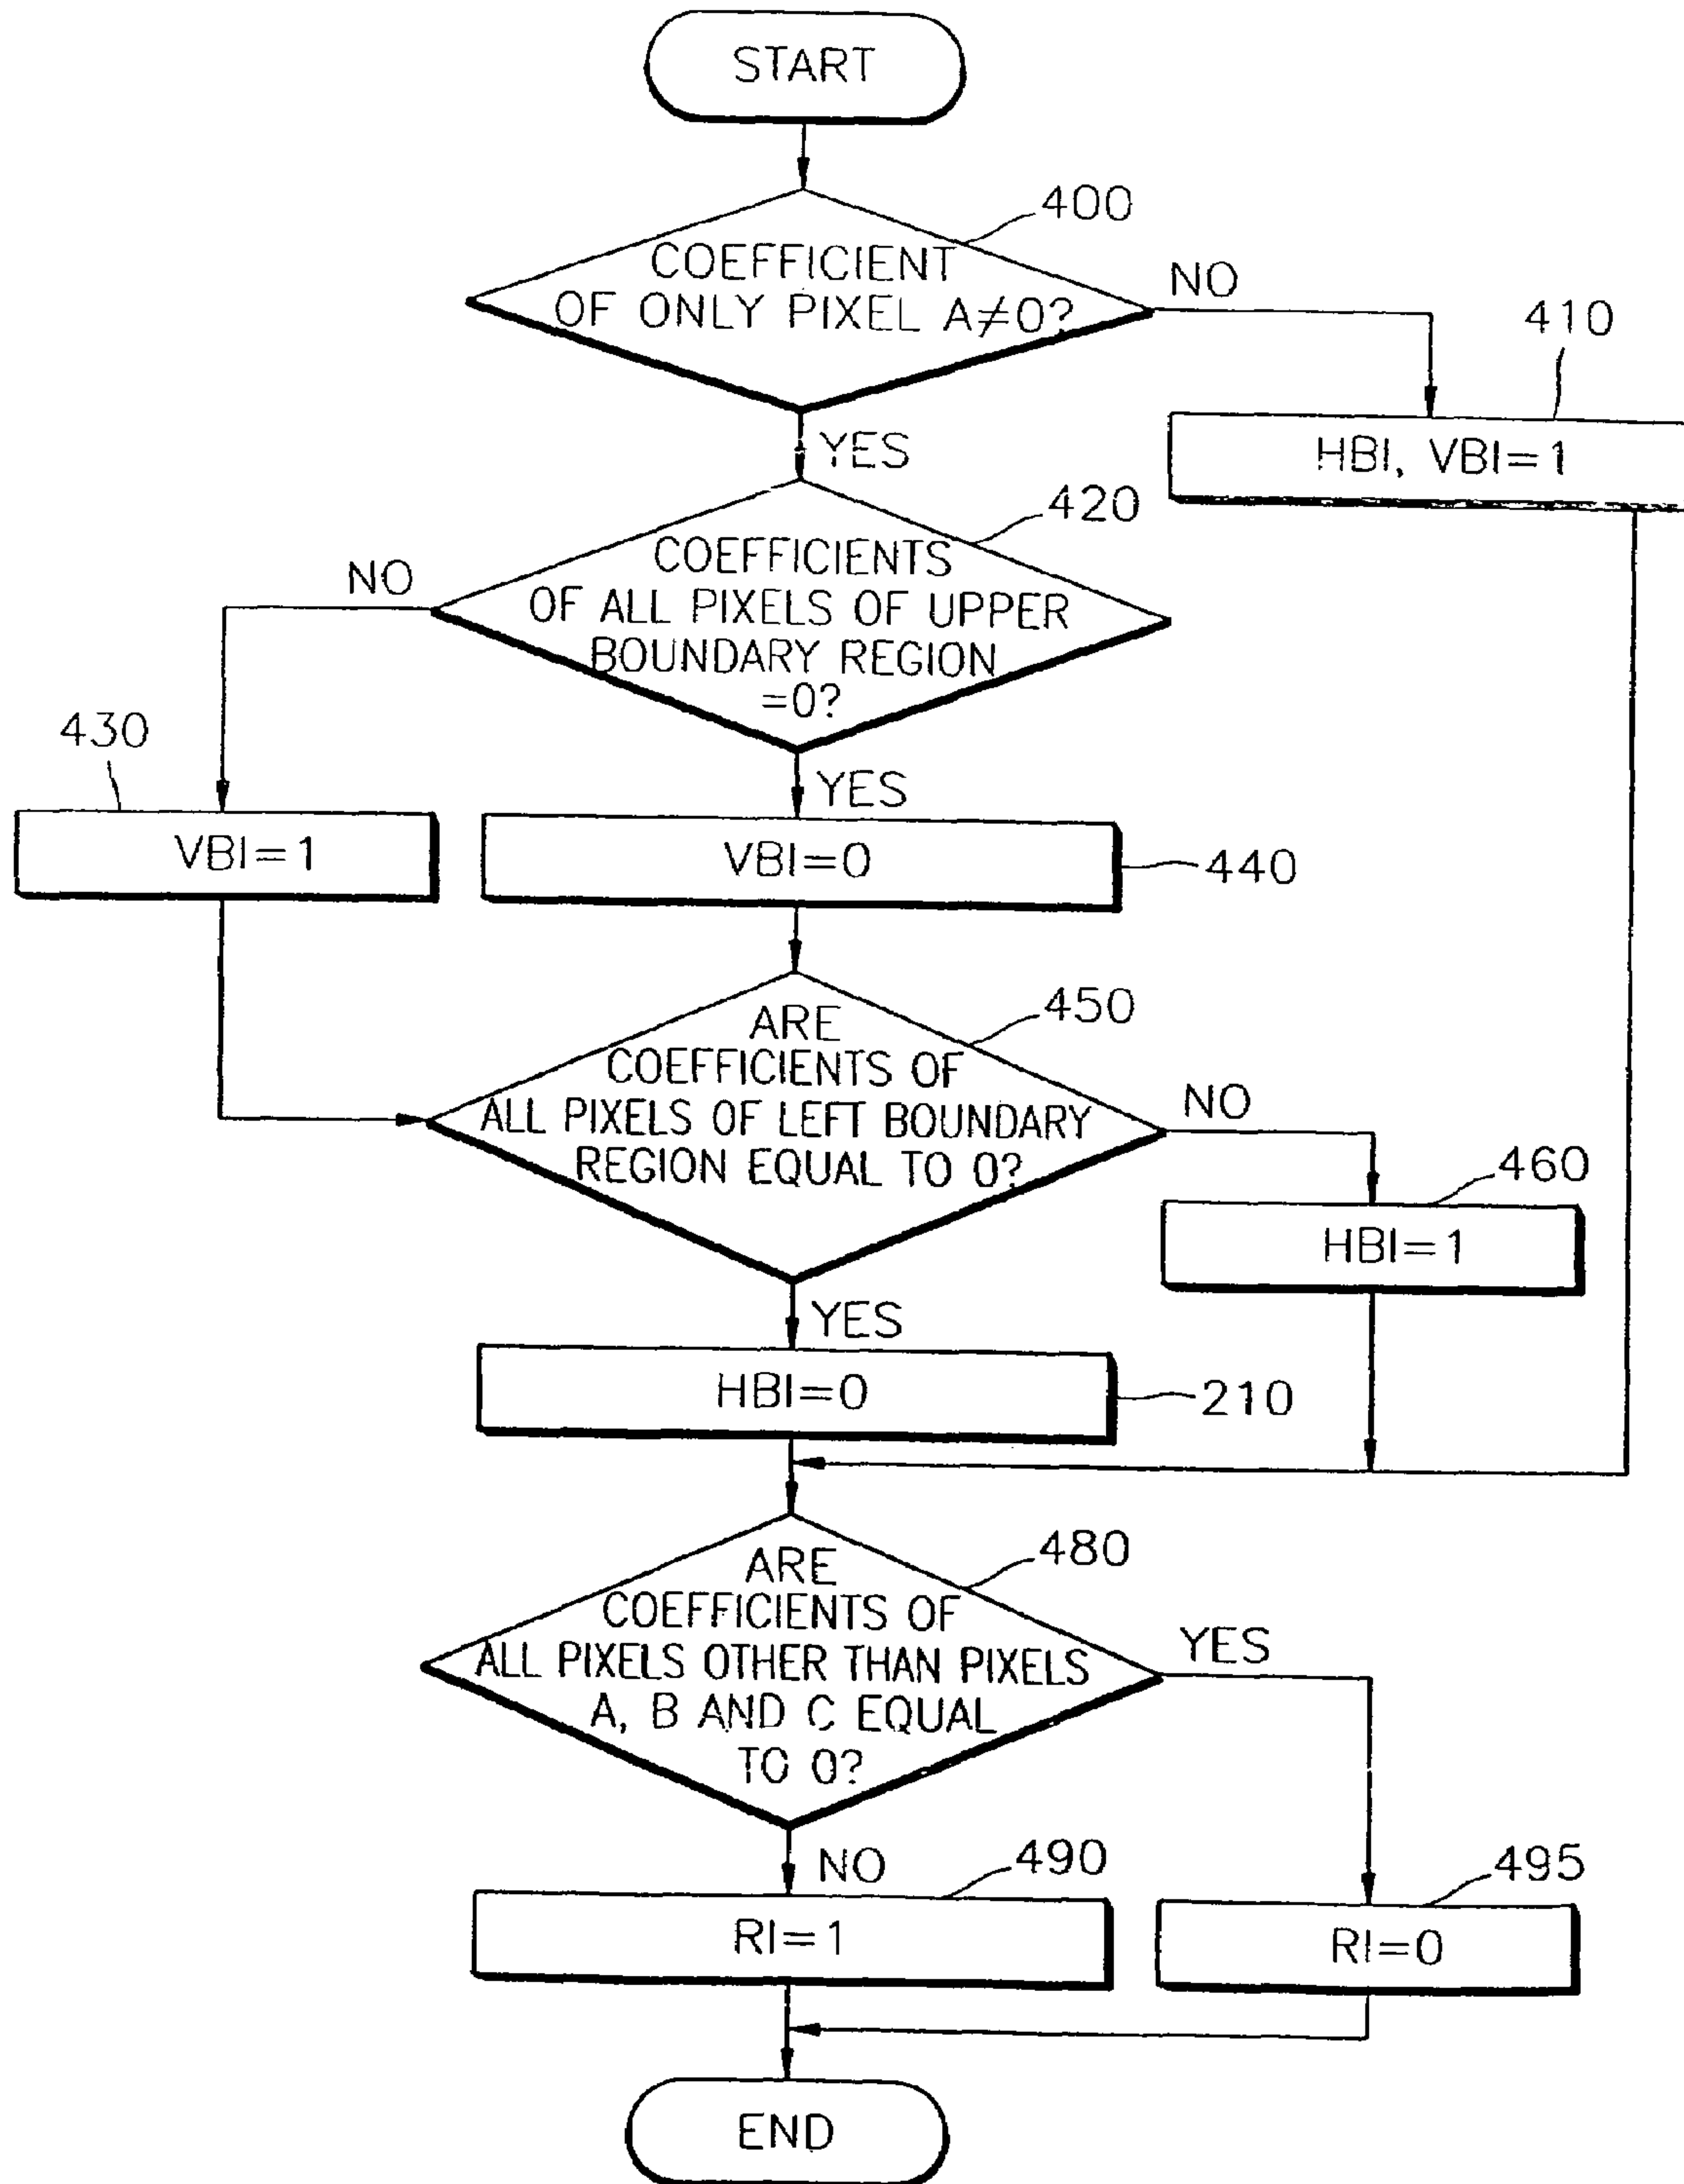 START
400
COEFFICIENT
OF ONLY PIXEL A≠0?
NO
410
HBI, VBI=1
YES
420
COEFFICIENTS
OF ALL PIXELS OF UPPER
BOUNDARY REGION
=0?
NO
430
VBI=1
YES
VBI=0
440
450
ARE
COEFFICIENTS OF
ALL PIXELS OF LEFT BOUNDARY
REGION EQUAL TO 0?
NO
460
HBI=1
YES
HBI=0
210
480
ARE
COEFFICIENTS OF
ALL PIXELS OTHER THAN PIXELS
A, B AND C EQUAL
TO 0?
YES
NO
490
RI=1
495
RI=0
END